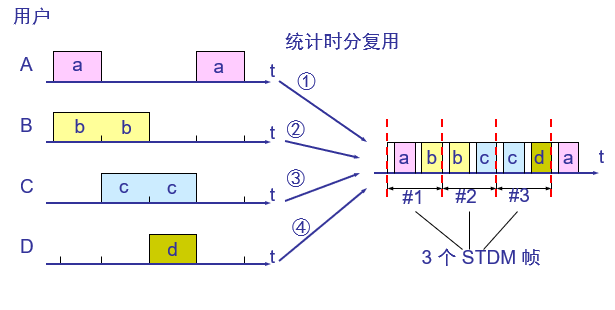 用户
统计时分复用
A a a t
①
B b b t
②
C c c t
③
D d t
④
a b b c c d a t
#1 #2 #3
3 个 STDM 帧